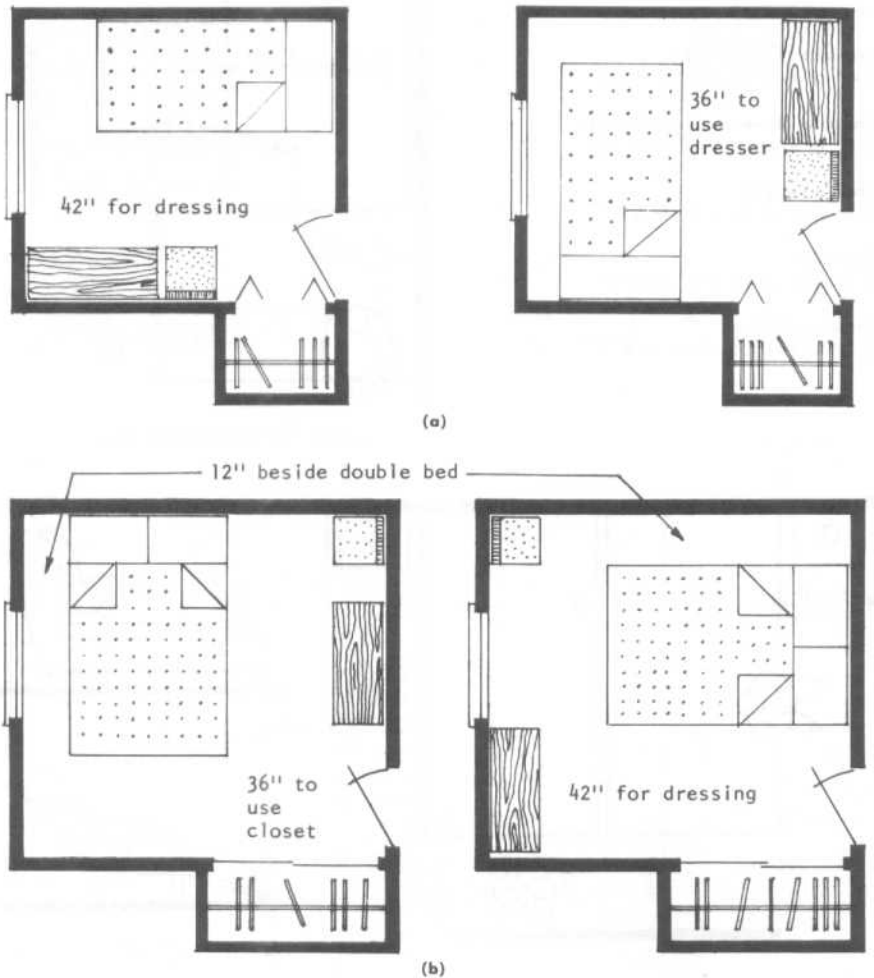 42'' for dressing
36'' to
use
dresser
(a)
12'' beside double bed
36'' to
use
closet
42'' for dressing
(b)